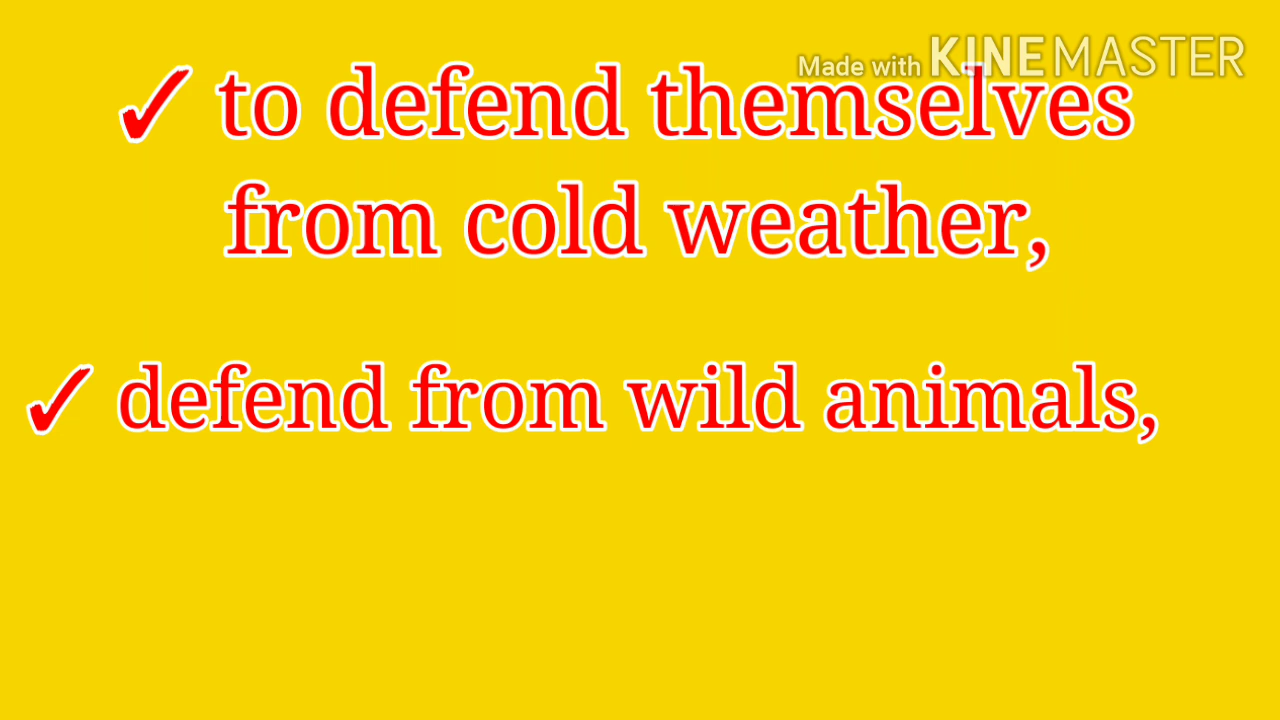 Made with KINEMASTER
✓ to defend themselves
from cold weather,
✓ defend from wild animals,